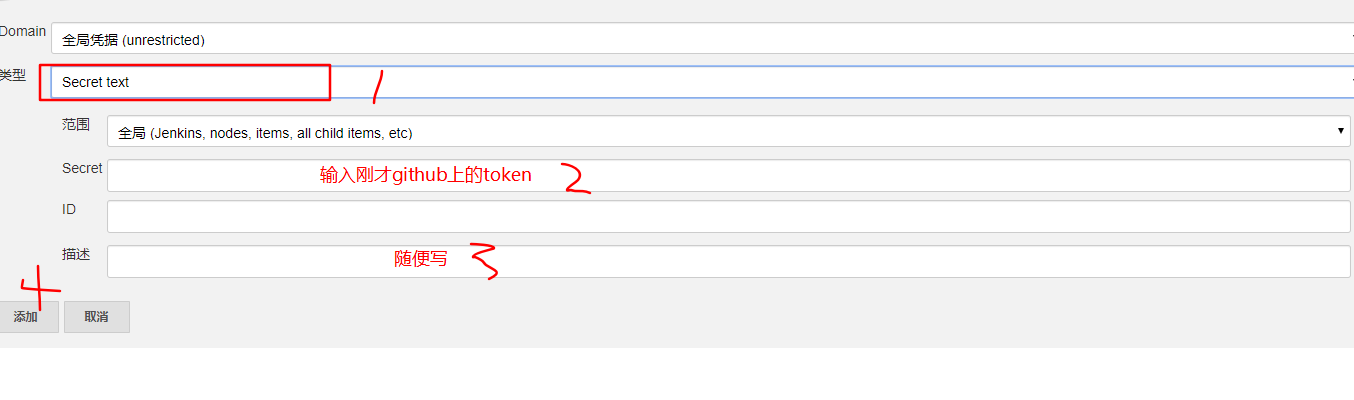 Domain 全局凭据 (unrestricted)
类型 Secret text 1
范围 全局 (Jenkins, nodes, items, all child items, etc)
Secret 输入刚才github上的token 2
ID
描述 随便写 3
4
添加 取消